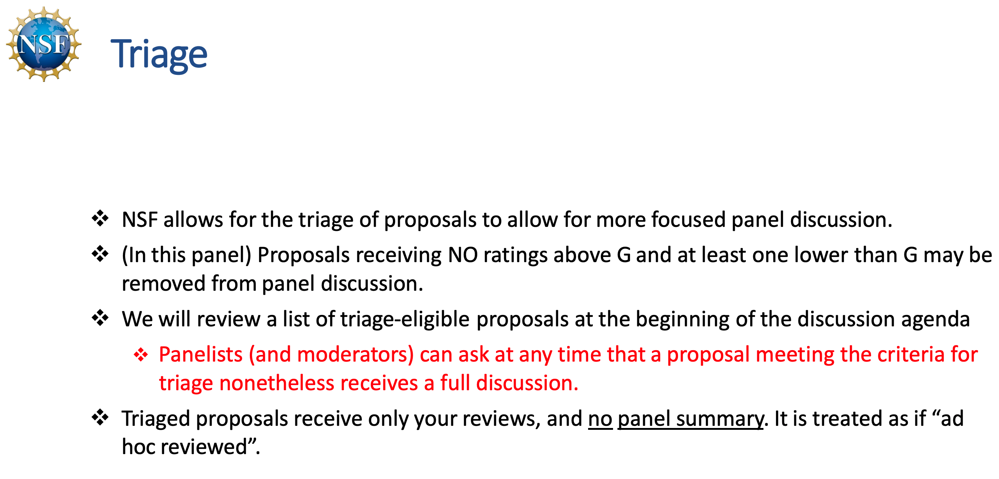 NSF
Triage
❖ NSF allows for the triage of proposals to allow for more focused panel discussion.
❖ (In this panel) Proposals receiving NO ratings above G and at least one lower than G may be
removed from panel discussion.
❖ We will review a list of triage-eligible proposals at the beginning of the discussion agenda
❖ Panelists (and moderators) can ask at any time that a proposal meeting the criteria for
triage nonetheless receives a full discussion.
❖ Triaged proposals receive only your reviews, and no panel summary. It is treated as if “ad
hoc reviewed”.